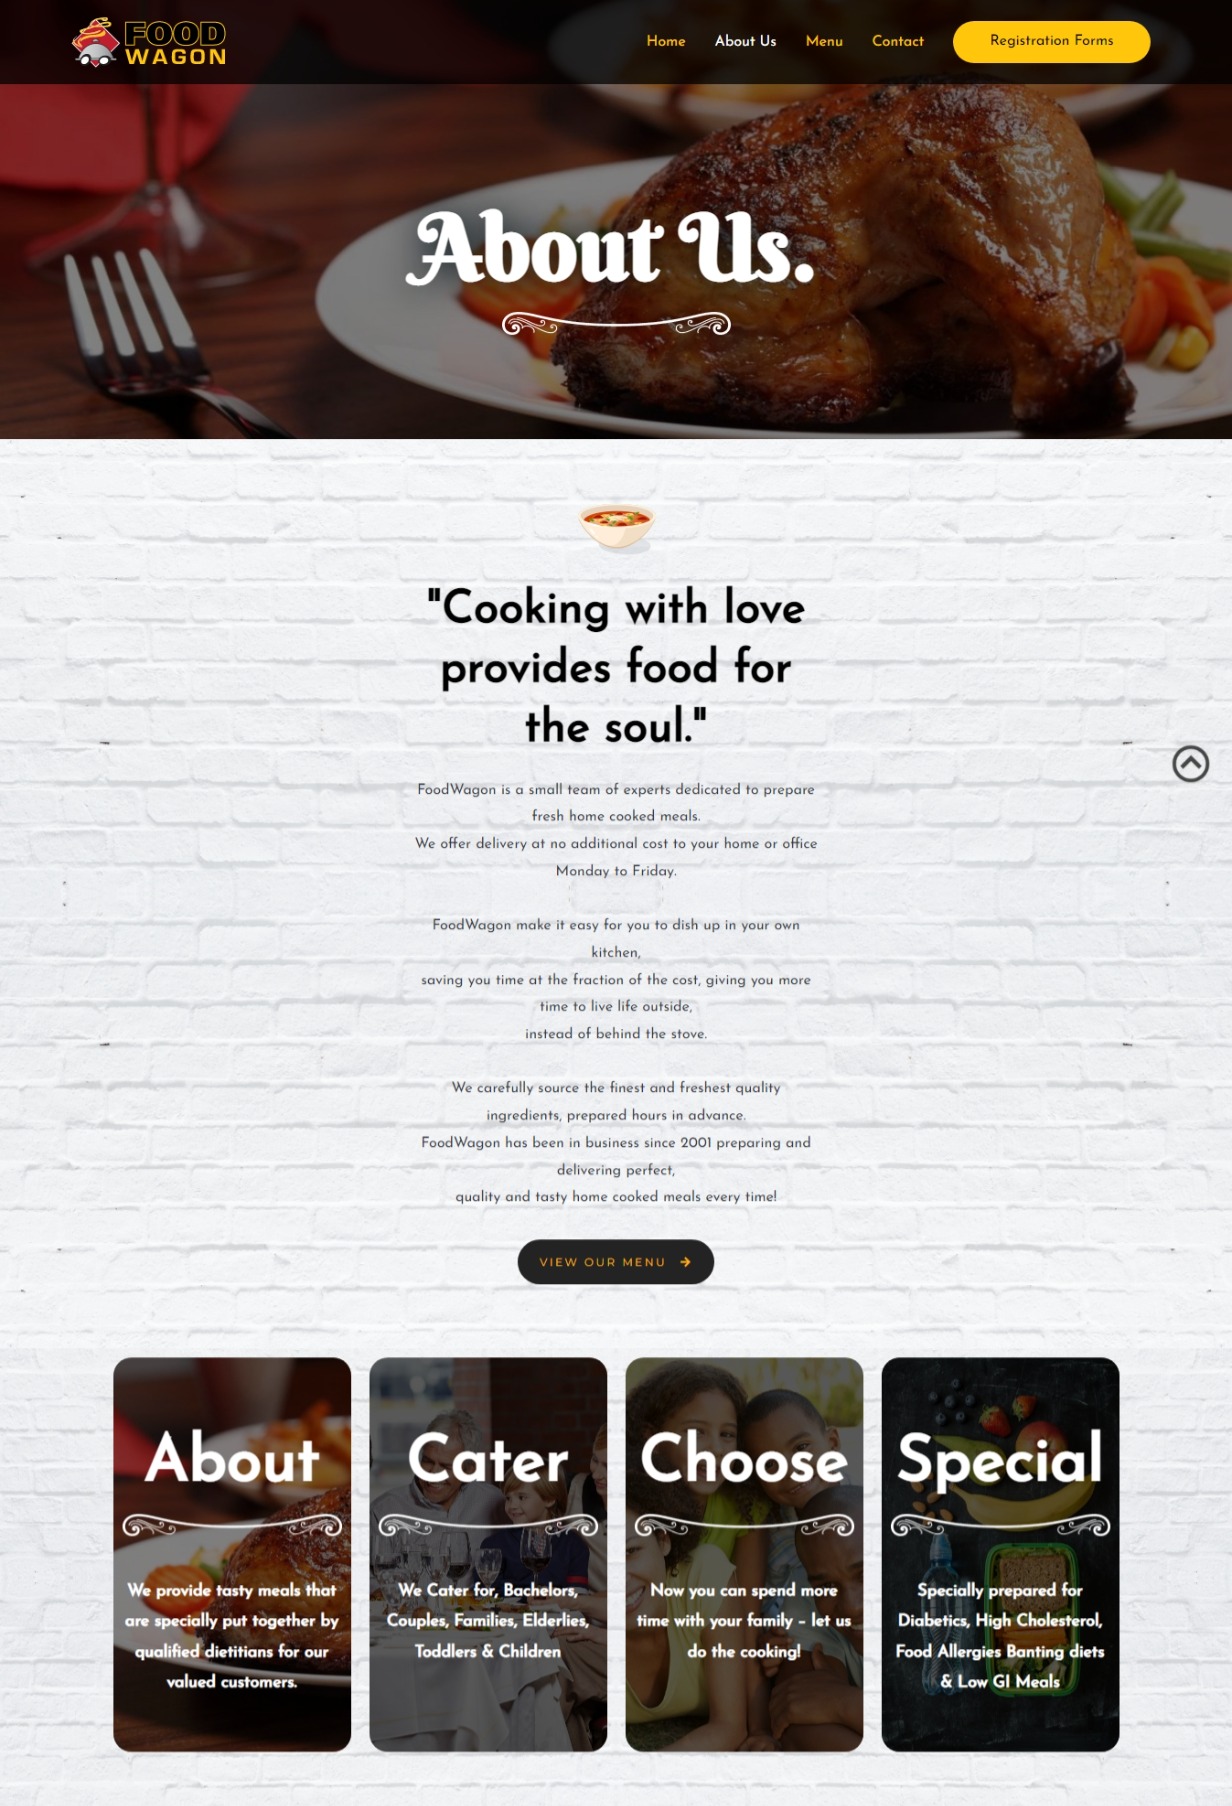 FOOD
WAGON
Home
About Us
Menu
Contact
Registration Forms
About Us.
"Cooking with love
provides food for
the soul."
FoodWagon is a small team of experts dedicated to prepare
fresh home cooked meals.
We offer delivery at no additional cost to your home or office
Monday to Friday.
FoodWagon make it easy for you to dish up in your own
kitchen,
saving you time at the fraction of the cost, giving you more
time to live life outside,
instead of behind the stove.
We carefully source the finest and freshest quality
ingredients, prepared hours in advance.
FoodWagon has been in business since 2001 preparing and
delivering perfect,
quality and tasty home cooked meals every time!
VIEW OUR MENU
About
We provide tasty meals that
are specially put together by
qualified dietitians for our
valued customers.
Cater
We Cater for, Bachelors,
Couples, Families, Elderlies,
Toddlers & Children
Choose
Now you can spend more
time with your family – let us
do the cooking!
Special
Specially prepared for
Diabetics, High Cholesterol,
Food Allergies Banting diets
& Low GI Meals